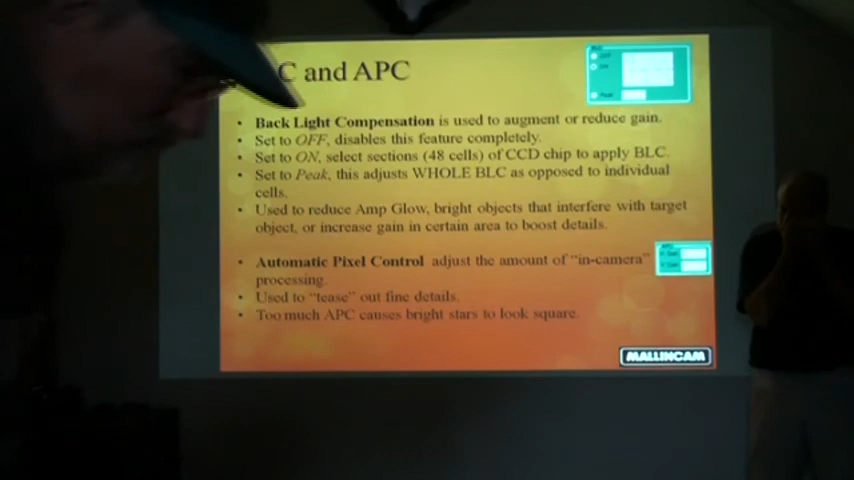 C and APC
BLC
OFF
ON
Peak
• Back Light Compensation is used to augment or reduce gain.
• Set to OFF, disables this feature completely.
• Set to ON, select sections (48 cells) of CCD chip to apply BLC.
• Set to Peak, this adjusts WHOLE BLC as opposed to individual
cells.
• Used to reduce Amp Glow, bright objects that interfere with target
object, or increase gain in certain area to boost details.
• Automatic Pixel Control adjust the amount of “in-camera”
processing.
• Used to “tease” out fine details.
• Too much APC causes bright stars to look square.
MALLINCAM